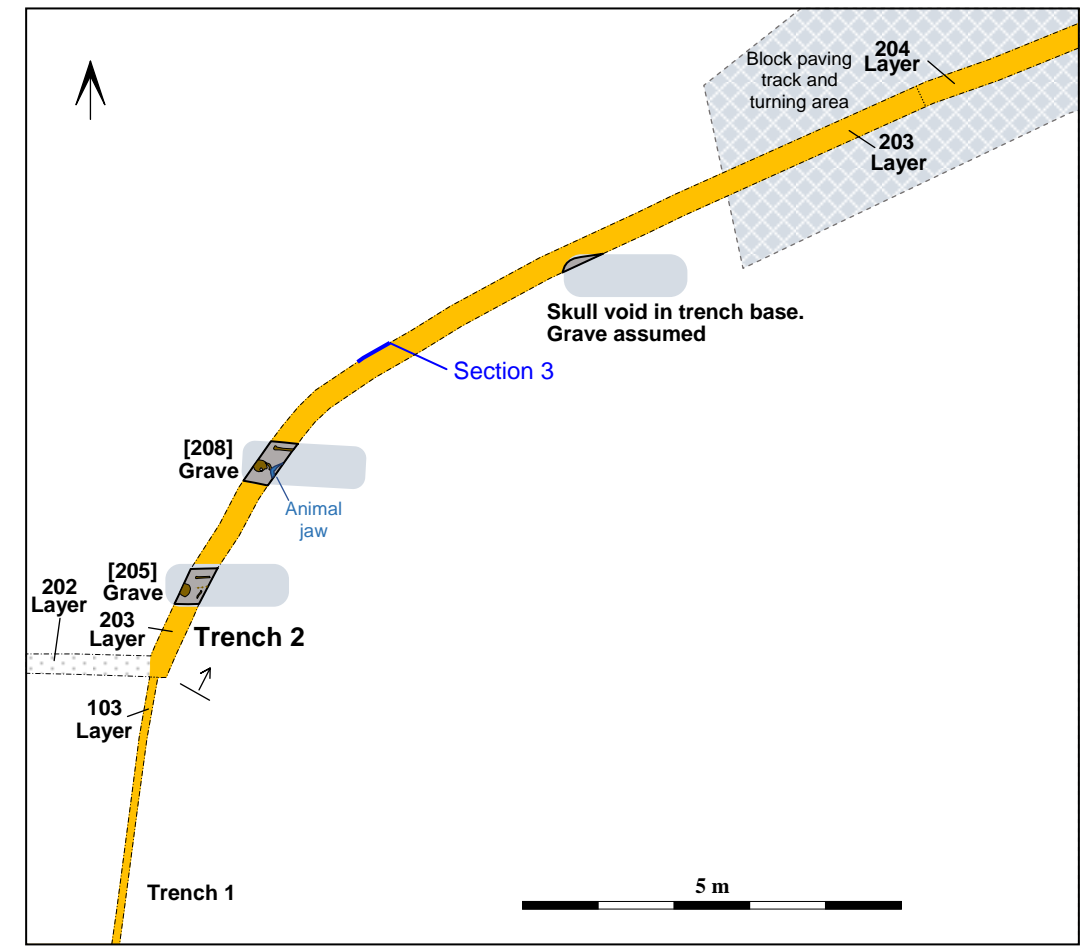 Block paving
track and
turning area
204
Layer
203
Layer
Skull void in trench base.
Grave assumed
Section 3
[208]
Grave
Animal
jaw
[205]
Grave
202
Layer
203
Layer
Trench 2
103
Layer
Trench 1
5 m